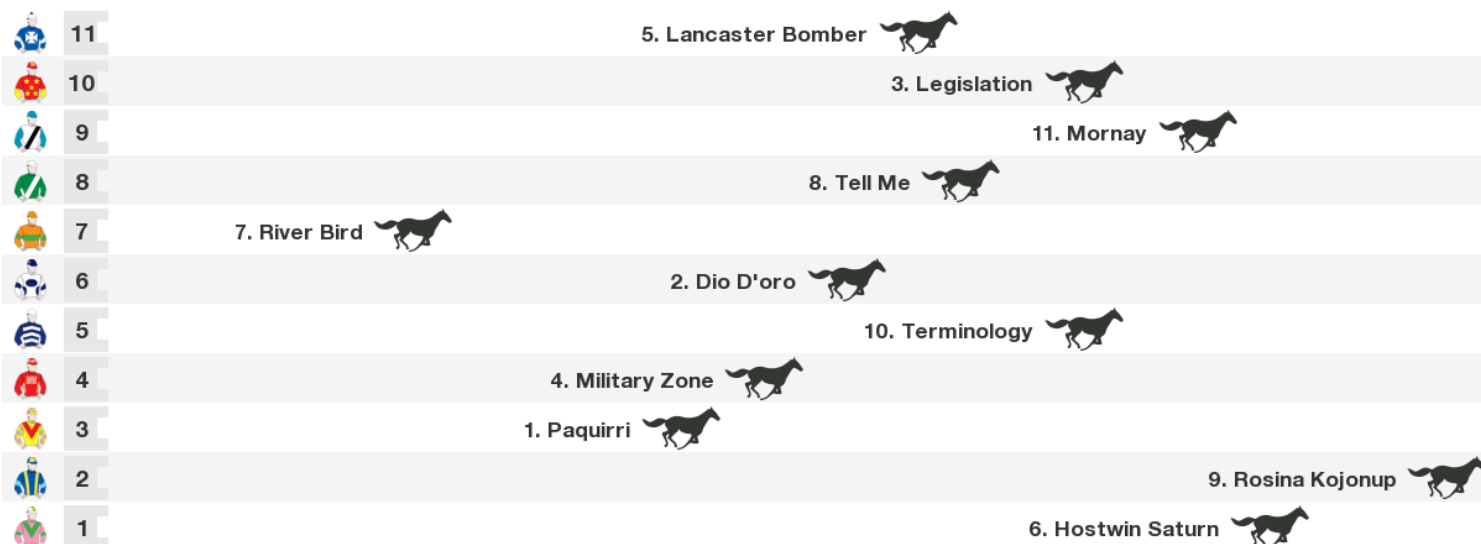 11 5. Lancaster Bomber
10 3. Legislation
9 11. Mornay
8 8. Tell Me
7 7. River Bird
6 2. Dio D'oro
5 10. Terminology
4 4. Military Zone
3 1. Paquirri
2 9. Rosina Kojonup
1 6. Hostwin Saturn